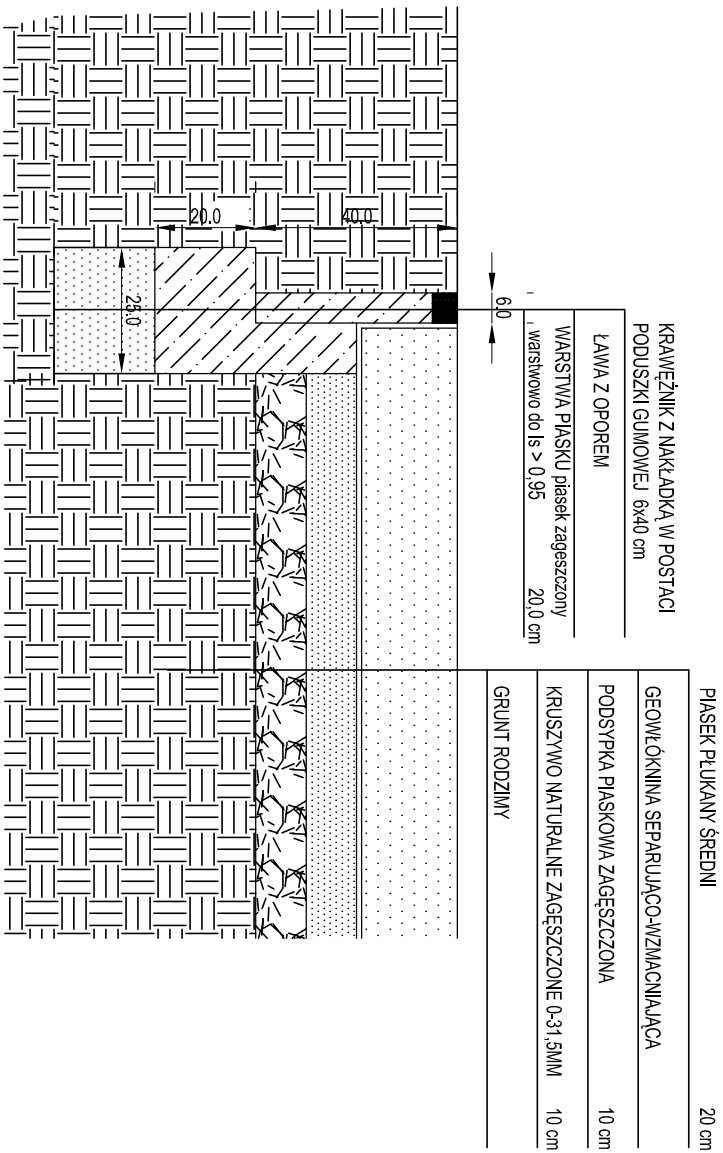 PIASEK PŁUKANY ŚREDNI 20 cm
GEOWŁÓKNINA SEPARUJĄCO-WZMACNIAJĄCA
PODSYPKA PIASKOWA ZAGĘSZCZONA 10 cm
KRUSZYWO NATURALNE ZAGĘSZCZONE 0-31,5MM 10 cm
GRUNT RODZIMY
KRAWĘŻNIK Z NAKŁADKĄ W POSTACI
PODUSZKI GUMOWEJ 6x40 cm
ŁAWA Z OPOREM
WARSTWA PIASKU piasek zagęszczony
warstwowo do Is > 0,95 20,0 cm
6.0
40.0
20.0
25.0